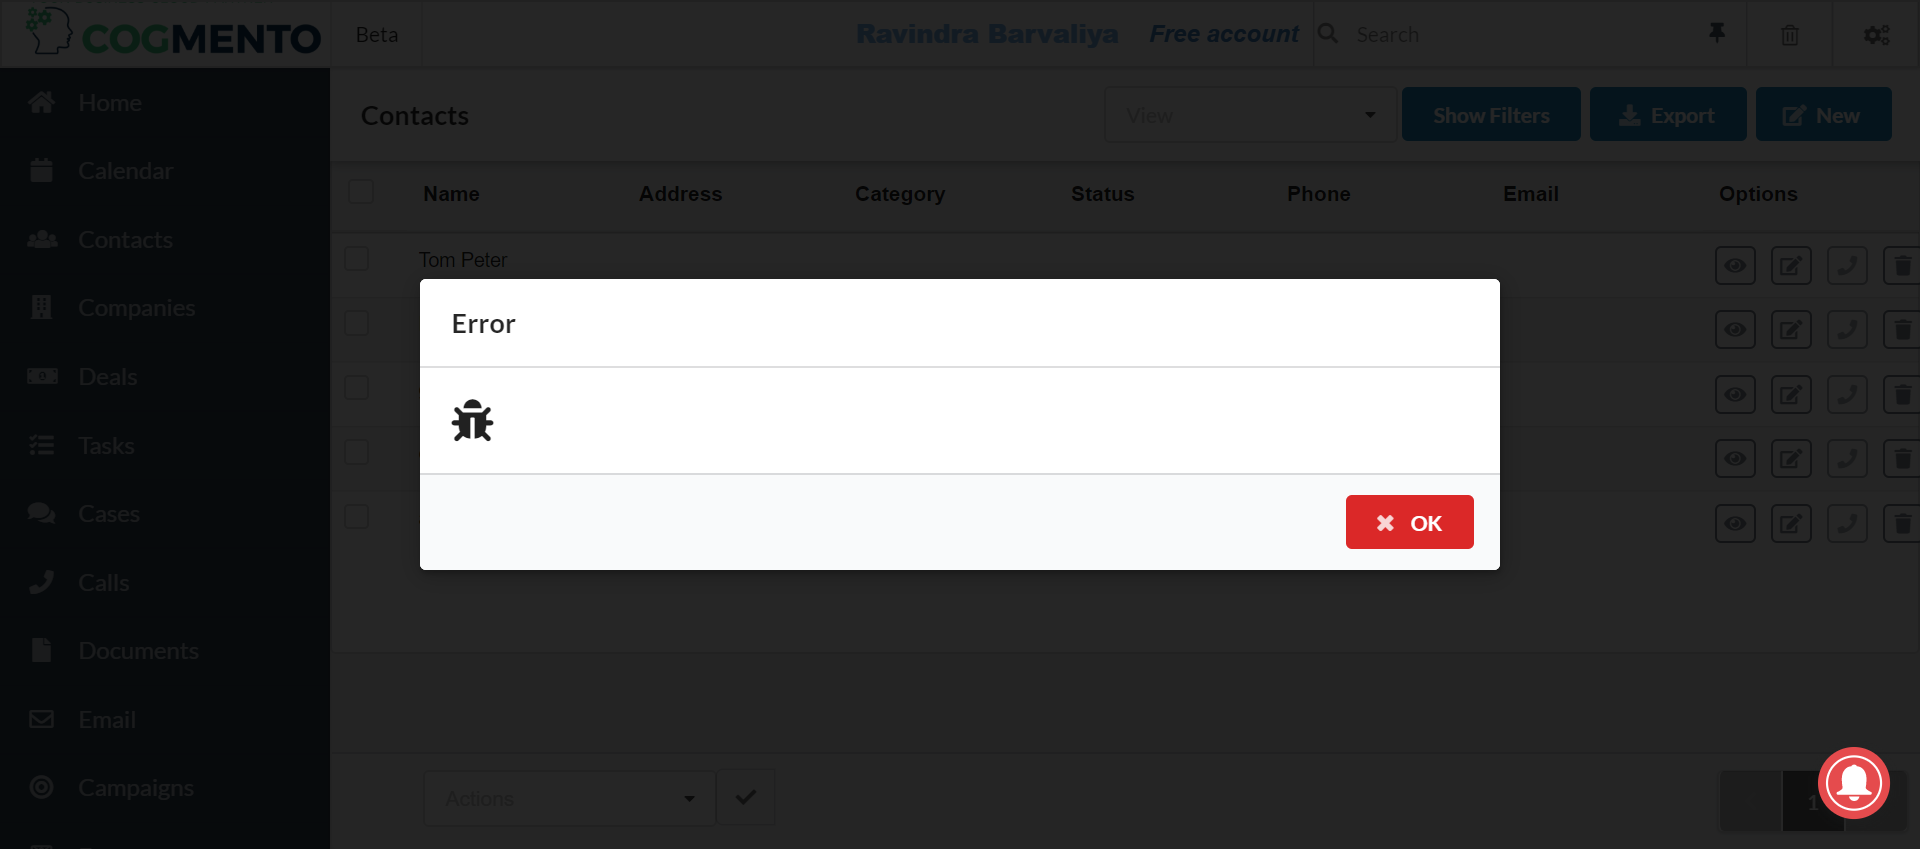 COGMENTO
Beta
Ravindra Barvaliya
Free account
Search
Home
Calendar
Contacts
Companies
Deals
Tasks
Cases
Calls
Documents
Email
Campaigns
Contacts
View
Show Filters
Export
New
Name
Address
Category
Status
Phone
Email
Options
Tom Peter
Error
OK
Actions
1